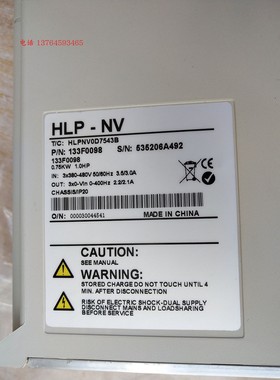 电话 13764593465
HLP - NV
T/C: HLPNV0D7543B
P/N: 133F0098 S/N: 535206A492
133F0098
0.75KW 1.0HP
IN: 3x380-480V 50/60Hz 3.5/3.0A
OUT: 3x0-Vin 0-400Hz 2.2/2.1A
CHASSIS/IP20
O/N: 000030044541 MADE IN CHINA
CAUTION:
SEE MANUAL
WARNING:
STORED CHARGE DO NOT TOUCH UNTIL 4
MIN. AFTER DISCONNECTION
RISK OF ELECTRIC SHOCK-DUAL SUPPLY
DISCONNECT MAINS AND LOADSHARING
BEFORE SERVICE